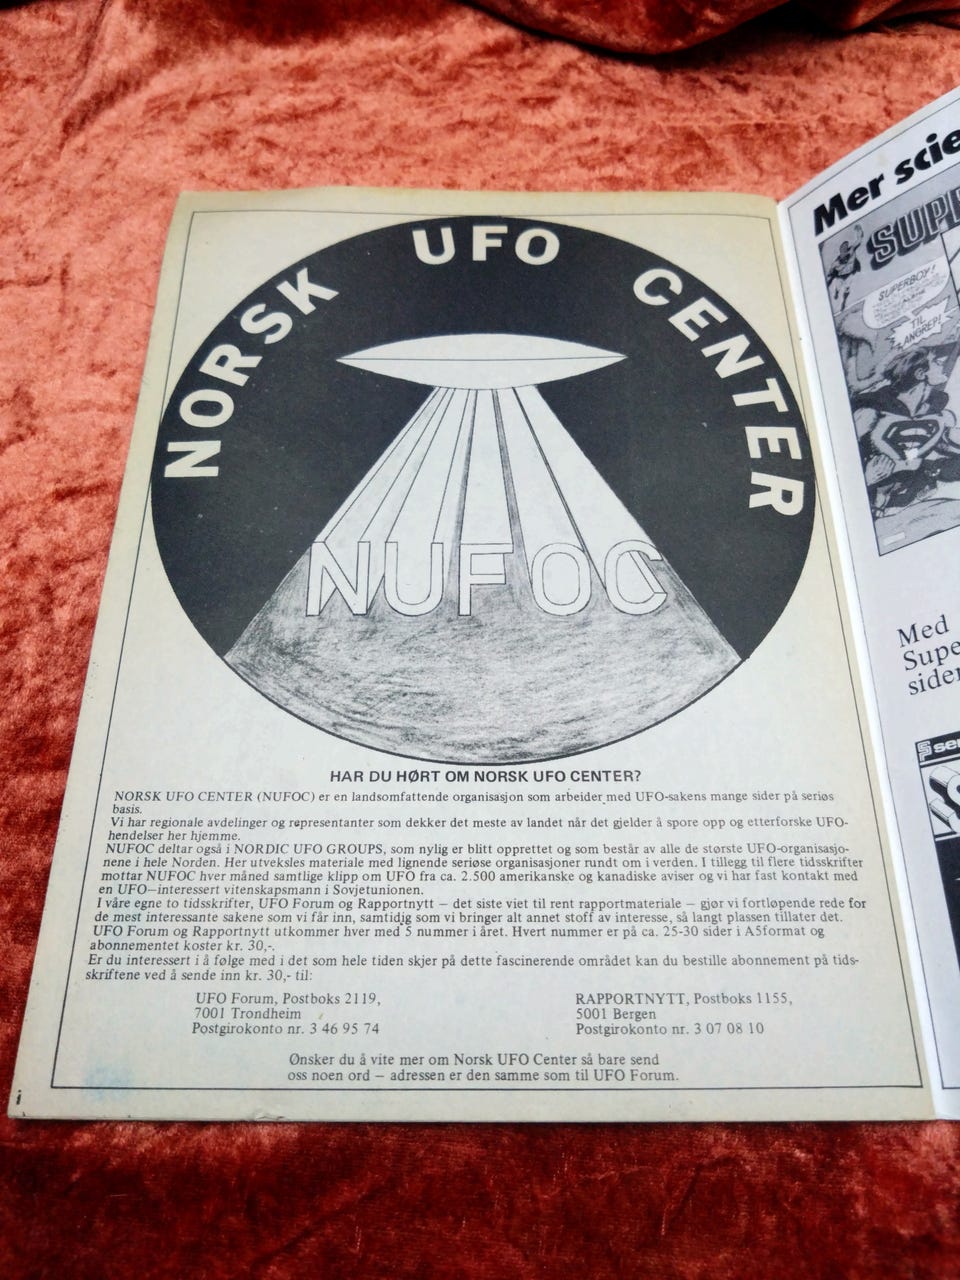 NORSK UFO CENTER
NUFOC
HAR DU HØRT OM NORSK UFO CENTER?
NORSK UFO CENTER (NUFOC) er en landsomfattende organisasjon som arbeider med UFO-sakens mange sider på seriøs
basis.
Vi har regionale avdelinger og representanter som dekker det meste av landet når det gjelder å spore opp og etterforske UFO-
hendelser her hjemme.
NUFOC deltar også i NORDIC UFO GROUPS, som nylig er blitt opprettet og som består av alle de største UFO-organisasjo-
nene i hele Norden. Her utveksles materiale med lignende seriøse organisasjoner rundt om i verden. I tillegg til flere tidsskrifter
mottar NUFOC hver måned samtlige klipp om UFO fra ca. 2.500 amerikanske og kanadiske aviser og vi har fast kontakt med
en UFO—interessert vitenskapsmann i Sovjetunionen.
I våre egne to tidsskrifter, UFO Forum og Rapportnytt — det siste viet til rent rapportmateriale — gjør vi fortløpende rede for
de mest interessante sakene som vi får inn, samtidig som vi bringer alt annet stoff av interesse, så langt plassen tillater det.
UFO Forum og Rapportnytt utkommer hver med 5 nummer i året. Hvert nummer er på ca. 25-30 sider i A5format og
abonnementet koster kr. 30,-.
Er du interessert i å følge med i det som hele tiden skjer på dette fascinerende området kan du bestille abonnement på tids-
skriftene ved å sende inn kr. 30,- til:
UFO Forum, Postboks 2119,
7001 Trondheim
Postgirokonto nr. 3 46 95 74
RAPPORTNYTT, Postboks 1155,
5001 Bergen
Postgirokonto nr. 3 07 08 10
Ønsker du å vite mer om Norsk UFO Center så bare send
oss noen ord — adressen er den samme som til UFO Forum.
Mer scie
SUPE
SUPERBOY!
TIL
ANGREP!
Med
Supe
sider